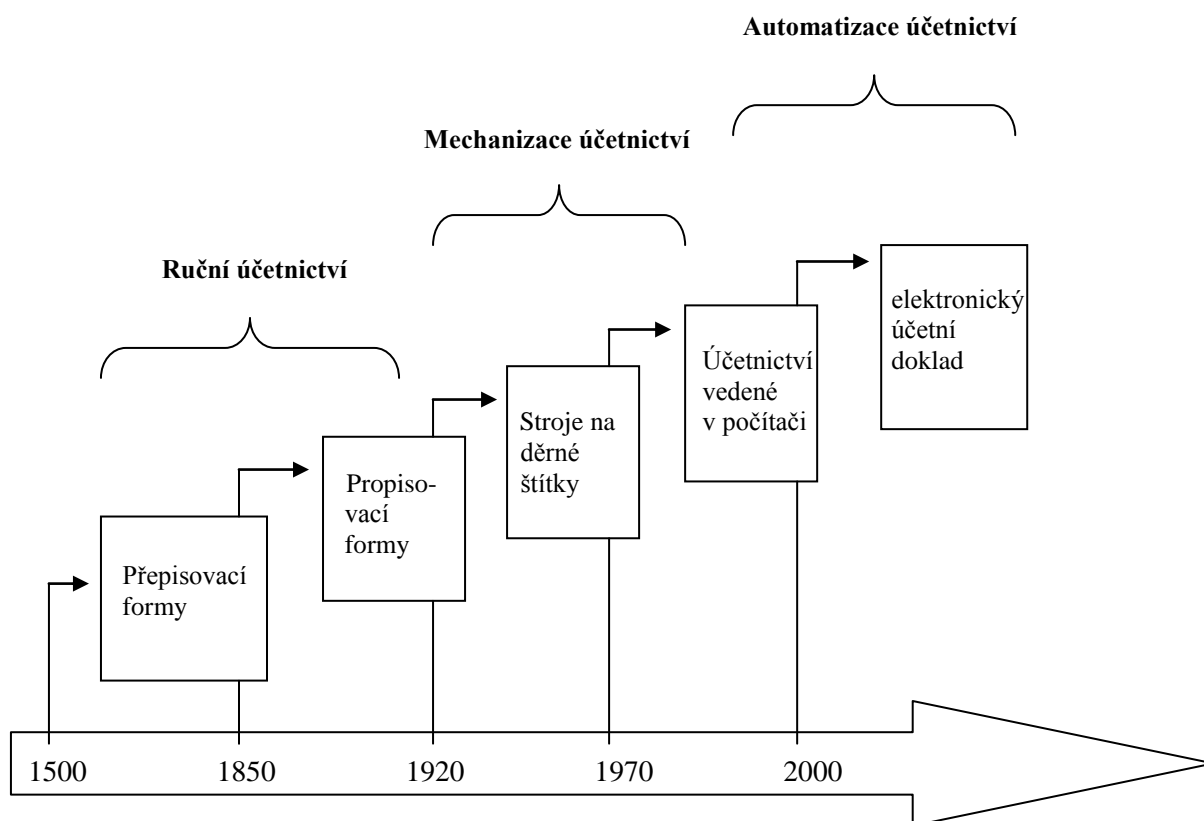 Automatizace účetnictví
Mechanizace účetnictví
Ruční účetnictví
elektronický
účetní
doklad
Účetnictví
vedené
v počítači
Stroje na
děrné
štítky
Propiso-
vací
formy
Přepisovací
formy
1500 1850 1920 1970 2000